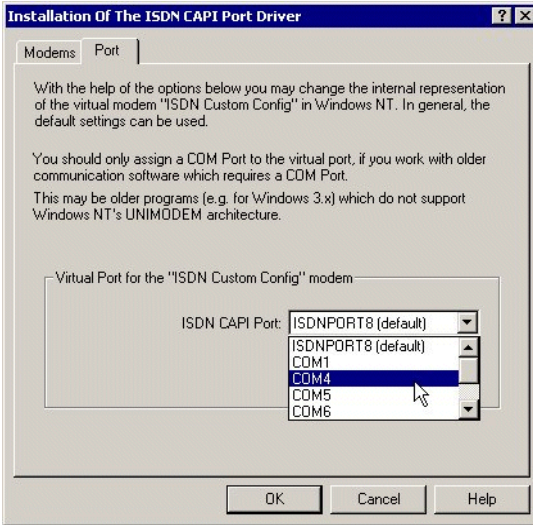 Installation Of The ISDN CAPI Port Driver
Modems Port
With the help of the options below you may change the internal representation
of the virtual modem "ISDN Custom Config" in Windows NT. In general, the
default settings can be used.
You should only assign a COM Port to the virtual port, if you work with older
communication software which requires a COM Port.
This may be older programs (e.g. for Windows 3.x) which do not support
Windows NT's UNIMODEM architecture.
Virtual Port for the "ISDN Custom Config" modem
ISDN CAPI Port: ISDNPORT8 (default)
ISDNPORT8 (default)
COM1
COM4
COM5
COM6
OK Cancel Help